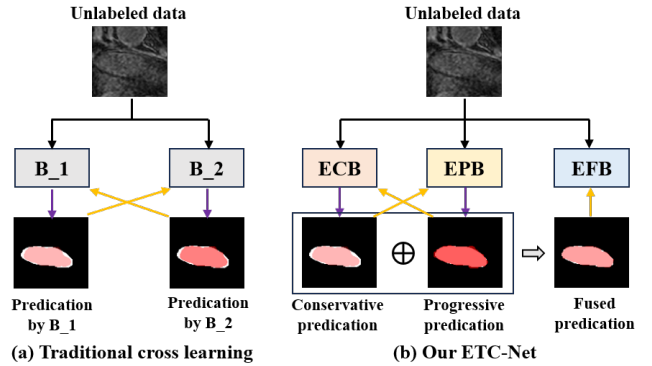 Unlabeled data
B_1
B_2
Predication
by B_1
Predication
by B_2
(a) Traditional cross learning
Unlabeled data
ECB
EPB
EFB
Conservative
predication
Progressive
predication
Fused
predication
(b) Our ETC-Net